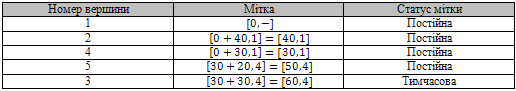 Номер вершини Мітка Статус мітки
1 [0, −] Постійна
2 [0 + 40,1] = [40,1] Постійна
4 [0 + 30,1] = [30,1] Постійна
5 [30 + 20,4] = [50,4] Постійна
3 [30 + 30,4] = [60,4] Тимчасова